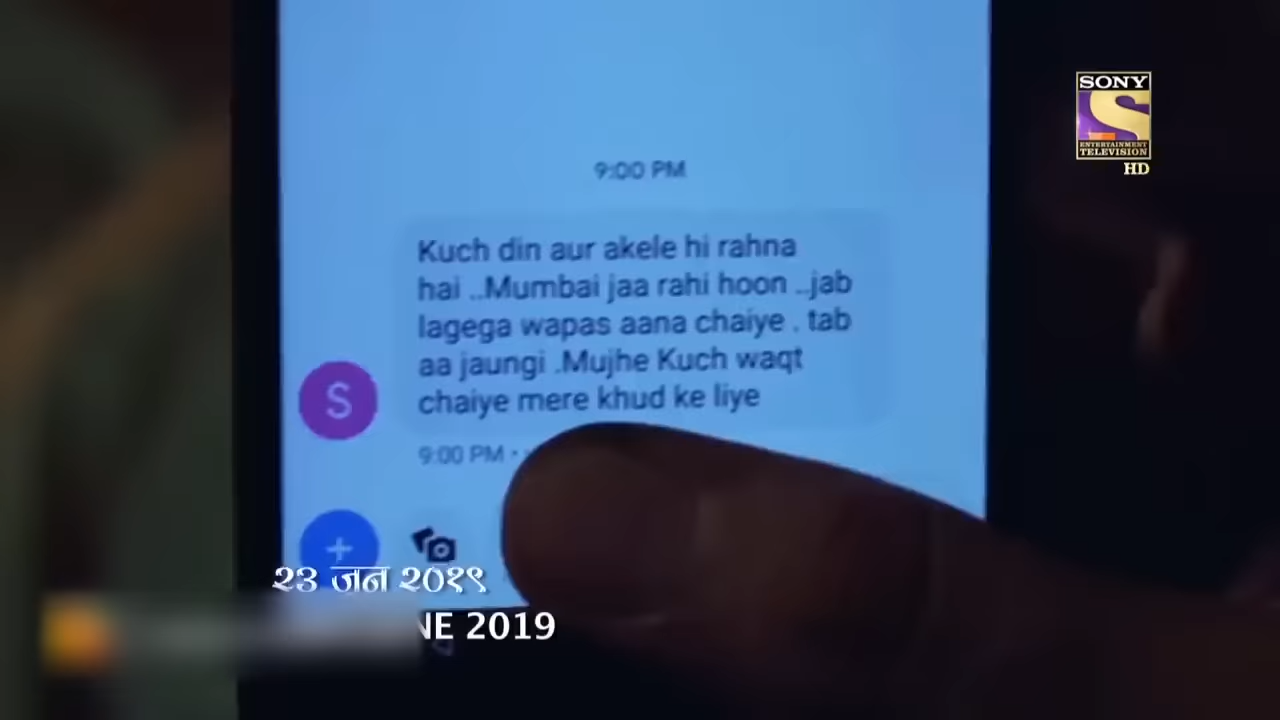 SONY
S
ENTERTAINMENT
TELEVISION
HD
9:00 PM
Kuch din aur akele hi rahna
hai ..Mumbai jaa rahi hoon ..jab
lagega wapas aana chaiye . tab
aa jaungi .Mujhe Kuch waqt
chaiye mere khud ke liye
S
9:00 PM •
+
२३ जून २०१९
NE 2019